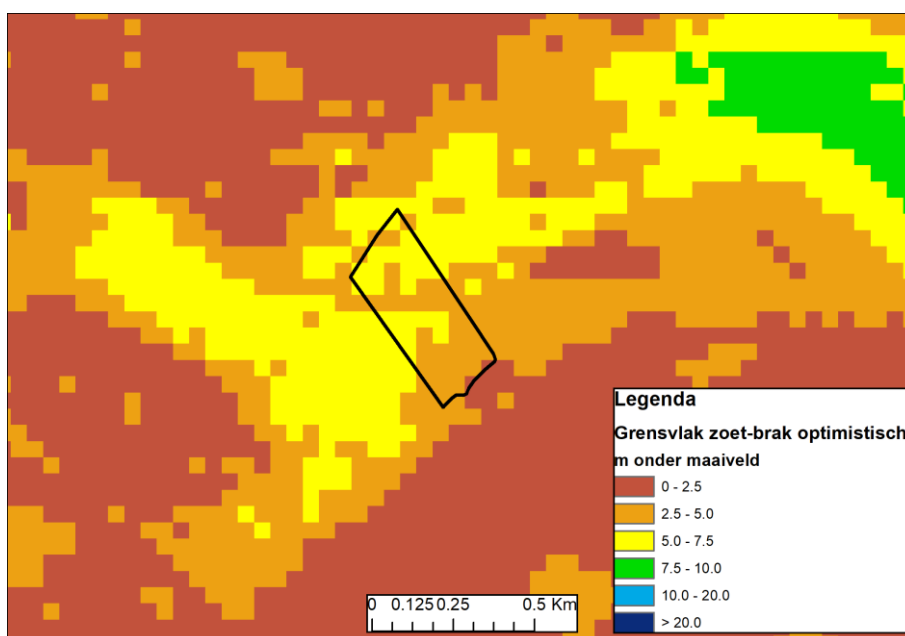 Legenda
Grensvlak zoet-brak optimistisch
m onder maaiveld
0 - 2.5
2.5 - 5.0
5.0 - 7.5
7.5 - 10.0
10.0 - 20.0
> 20.0
0 0.125 0.25 0.5 Km